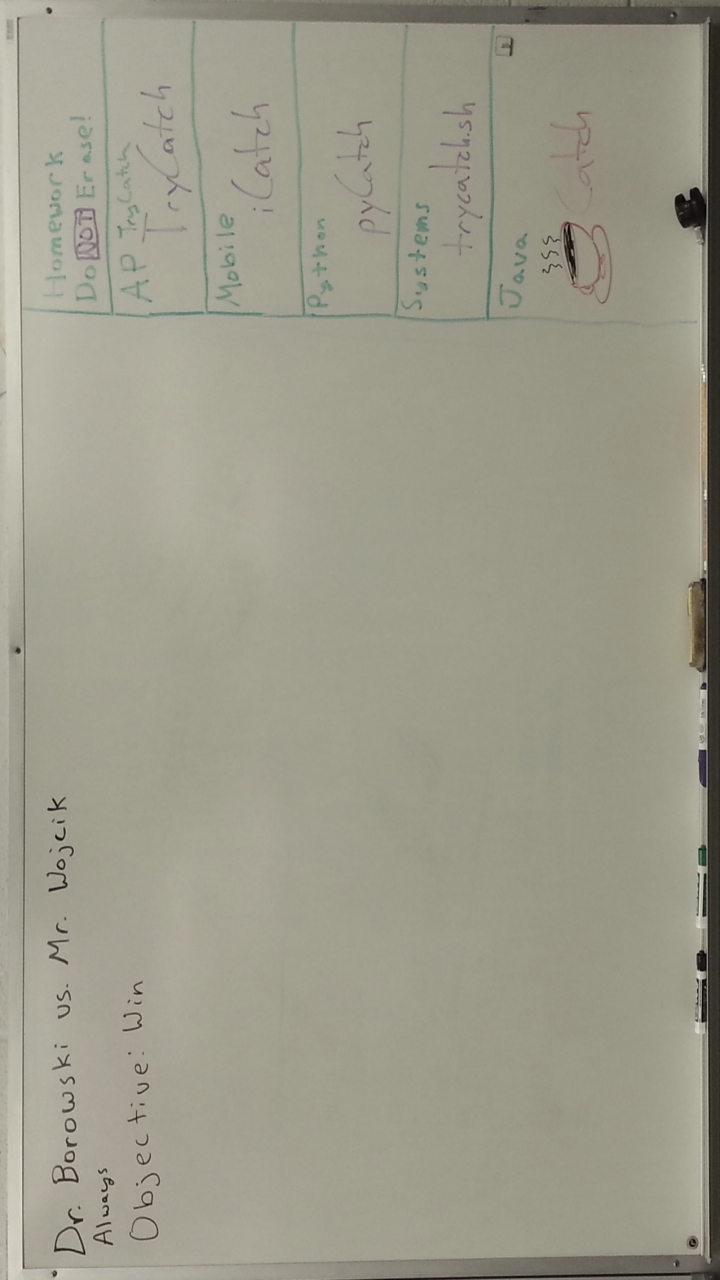 Dr. Borowski vs. Mr. Wojcik
Always
Objective: Win
Homework
Do NOT Erase!
AP TryCatch
TryCatch
Mobile
iCatch
Python
pyCatch
Systems
trycatch.sh
Java
Catch